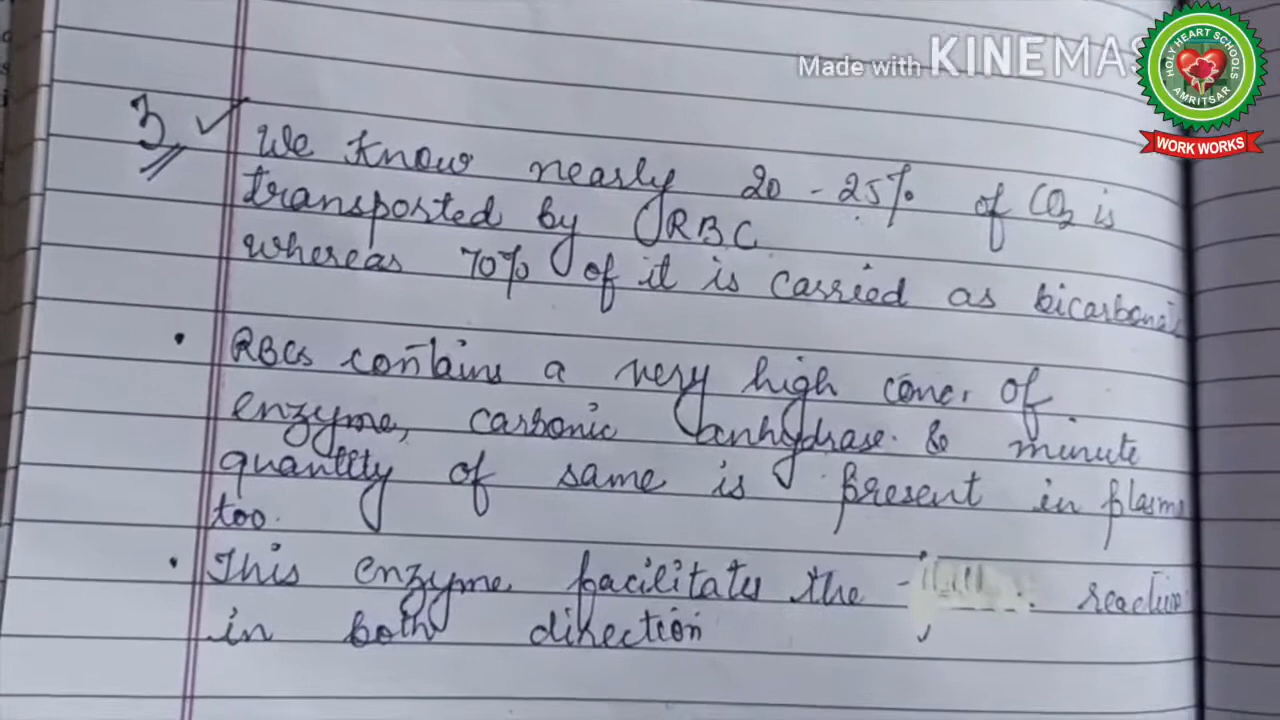 Made with KINEMAS
HOLY HEART SCHOOLS
AMRITSAR
WORK WORKS
3 We know nearly 20-25% of CO2 is
transported by RBC
whereas 70% of it is carried as bicarbona
• RBCs contains a very high conc. of
enzyme, carbonic anhydrase & minute
quantity of same is present in plasma
too.
• This enzyme facilitates the reaction
in both direction